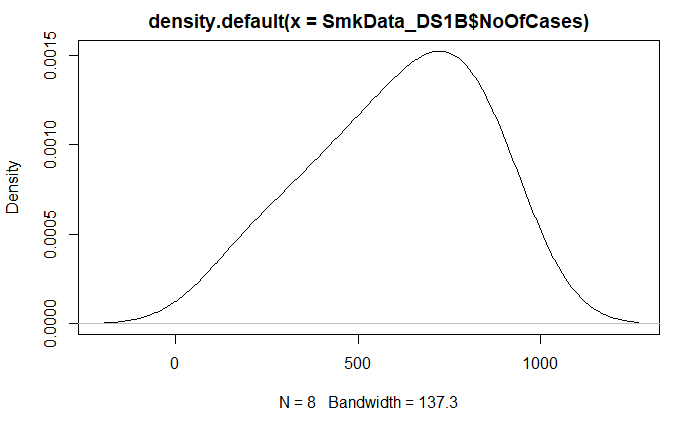 density.default(x = SmkData_DS1B$NoOfCases)
Density
0.0015
0.0010
0.0005
0.0000
0
500
1000
N = 8 Bandwidth = 137.3